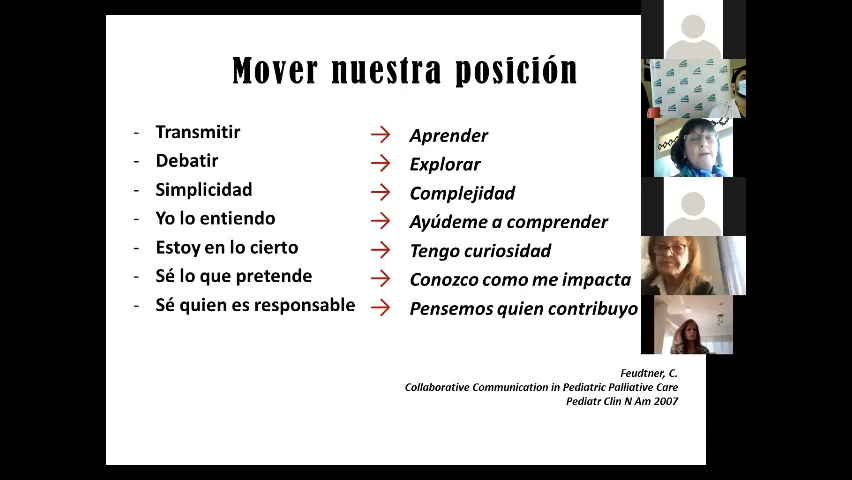 Mover nuestra posición
- Transmitir → Aprender
- Debatir → Explorar
- Simplicidad → Complejidad
- Yo lo entiendo → Ayúdeme a comprender
- Estoy en lo cierto → Tengo curiosidad
- Sé lo que pretende → Conozco como me impacta
- Sé quien es responsable → Pensemos quien contribuyo
Feudtner, C.
Collaborative Communication in Pediatric Palliative Care
Pediatr Clin N Am 2007